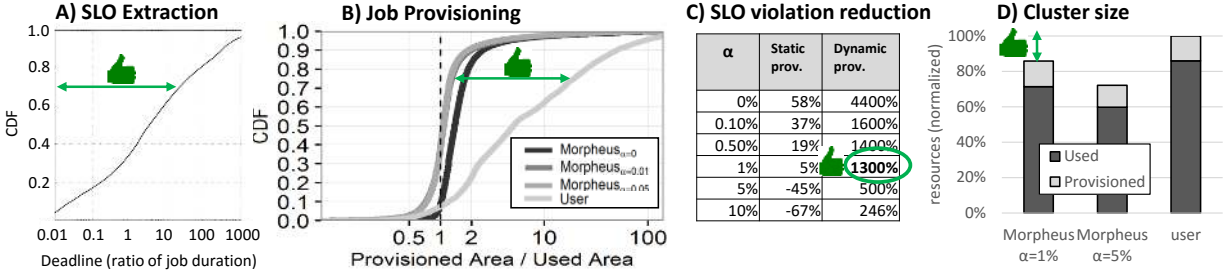 A) SLO Extraction
CDF
1.0
0.8
0.6
0.4
0.2
0.01 0.1 1 10 100 1000
Deadline (ratio of job duration)
B) Job Provisioning
CDF
1.0
0.9
0.8
0.7
0.6
0.5
0.4
0.3
0.2
0.1
0.0
Morpheusα=0
Morpheusα=0.01
Morpheusα=0.05
User
0.5 1 2 10 100
Provisioned Area / Used Area
C) SLO violation reduction
α Static prov. Dynamic prov.
0% 58% 4400%
0.10% 37% 1600%
0.50% 19% 1400%
1% 5% 1300%
5% -45% 500%
10% -67% 246%
D) Cluster size
resources (normalized)
100%
80%
60%
40%
20%
0%
Used
Provisioned
Morpheus Morpheus user
α=1% α=5%